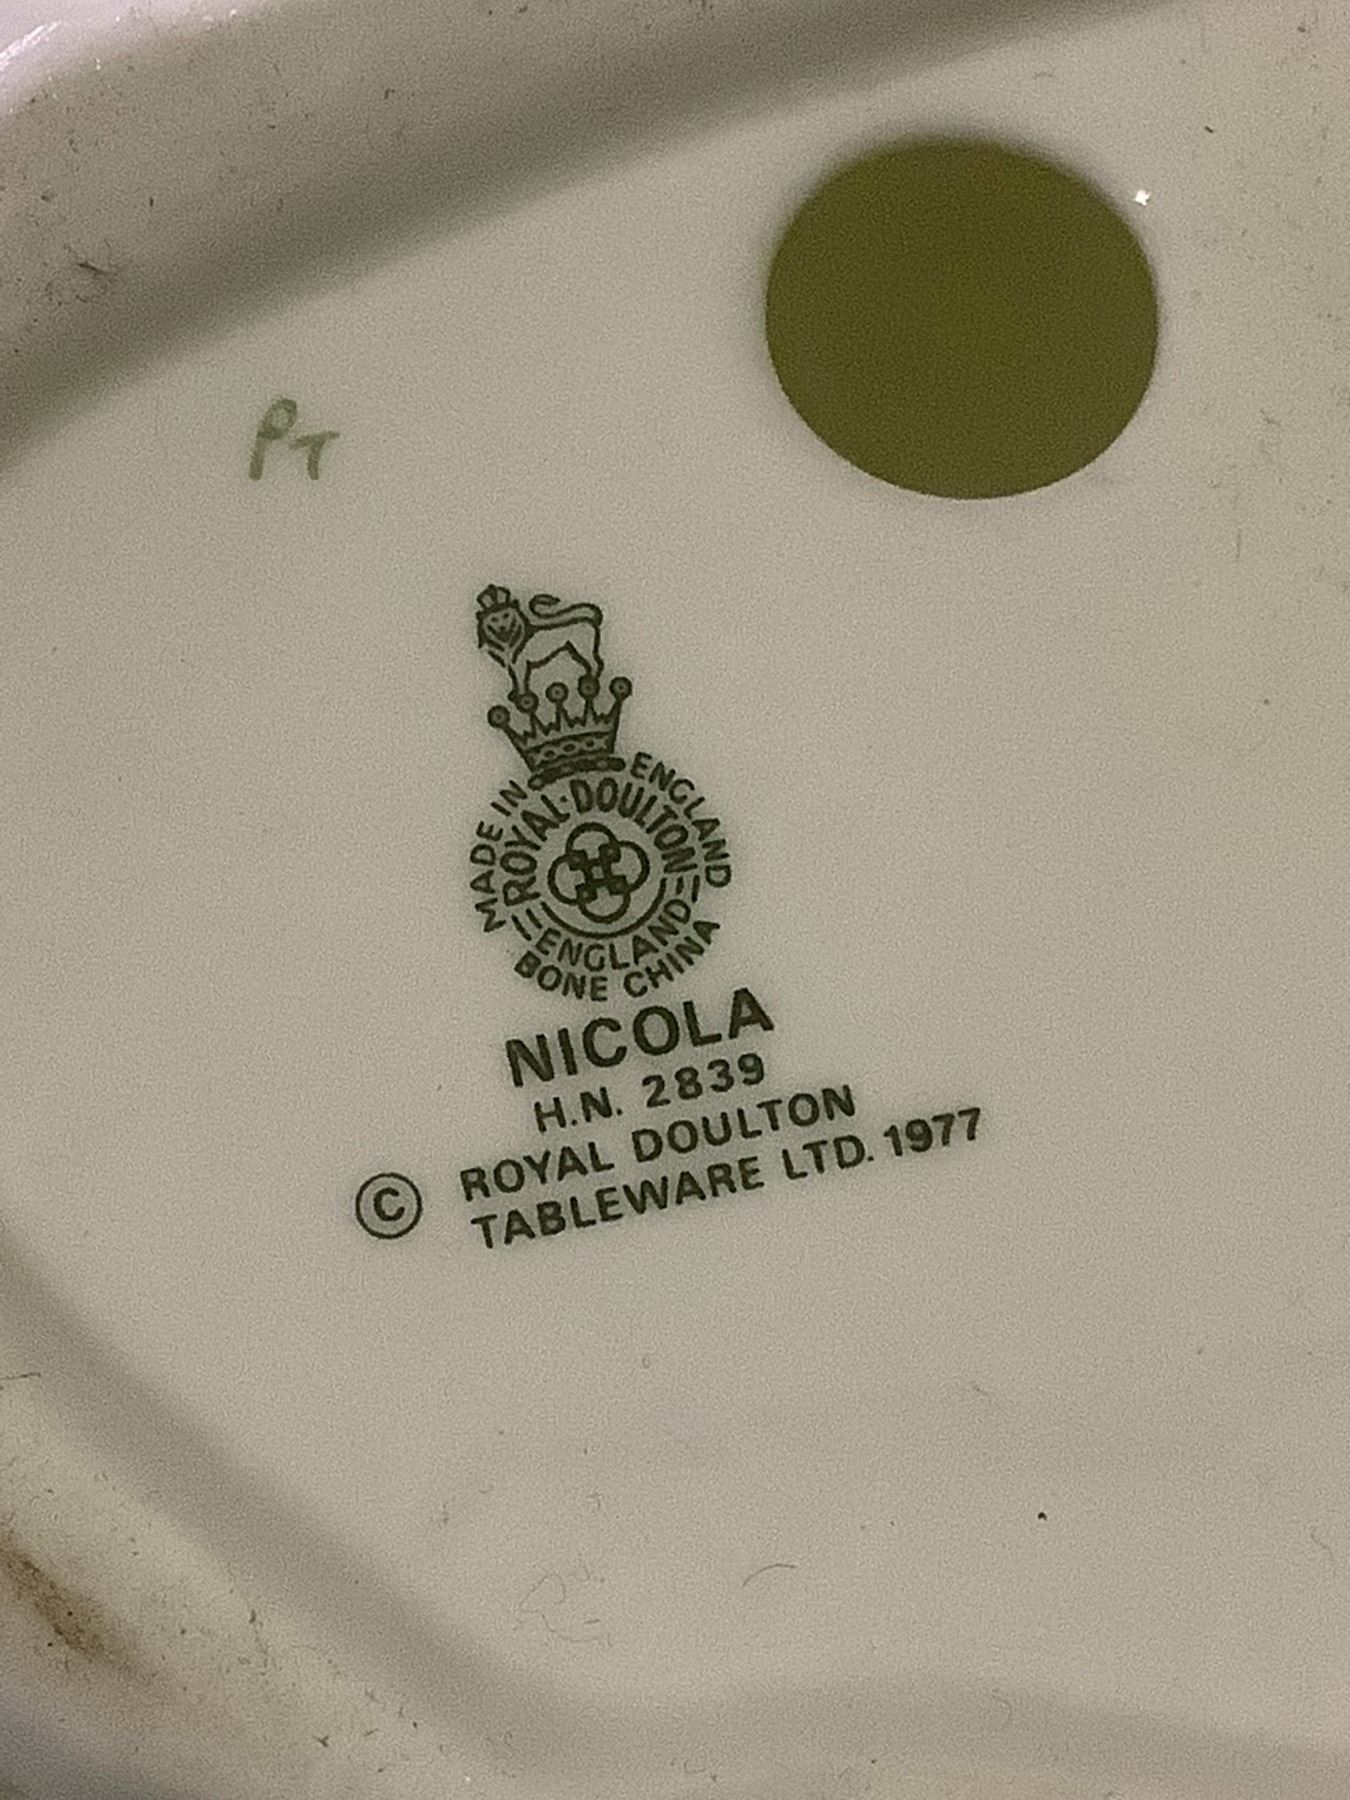 PT
MADE IN ENGLAND
ROYAL·DOULTON
ENGLAND
BONE CHINA
NICOLA
H.N. 2839
© ROYAL DOULTON
TABLEWARE LTD. 1977